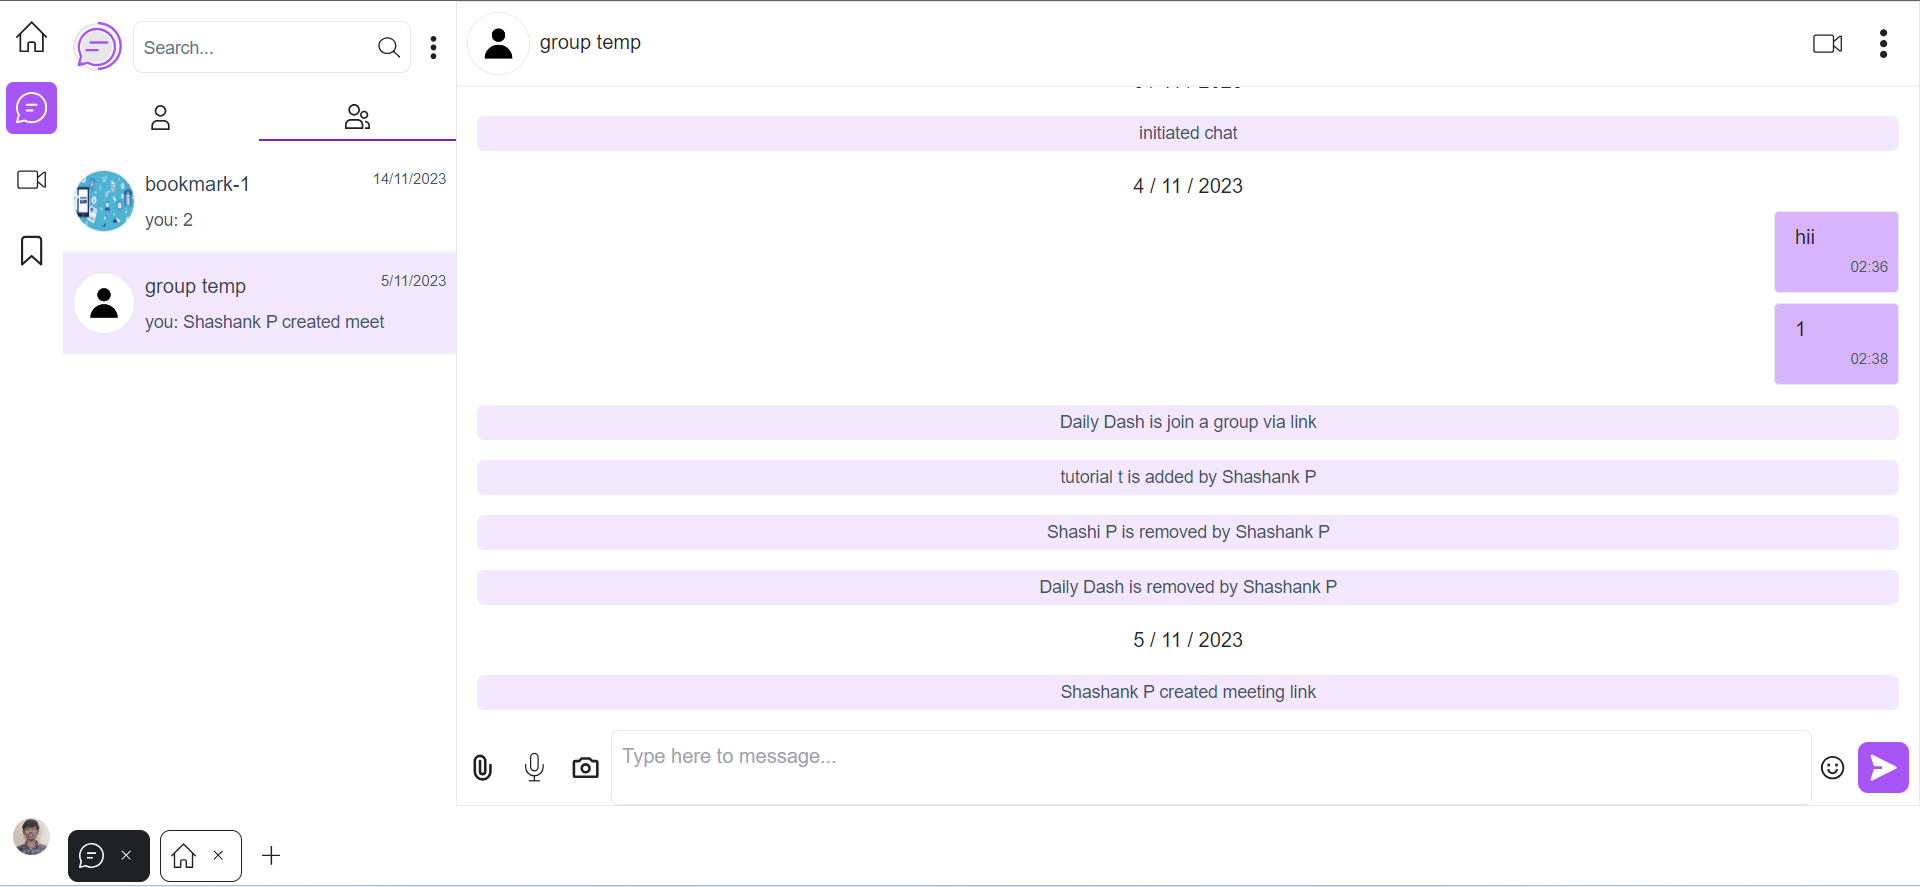 Search...
bookmark-1
14/11/2023
you: 2
group temp
5/11/2023
you: Shashank P created meet
group temp
initiated chat
4 / 11 / 2023
hii
02:36
1
02:38
Daily Dash is join a group via link
tutorial t is added by Shashank P
Shashi P is removed by Shashank P
Daily Dash is removed by Shashank P
5 / 11 / 2023
Shashank P created meeting link
Type here to message...